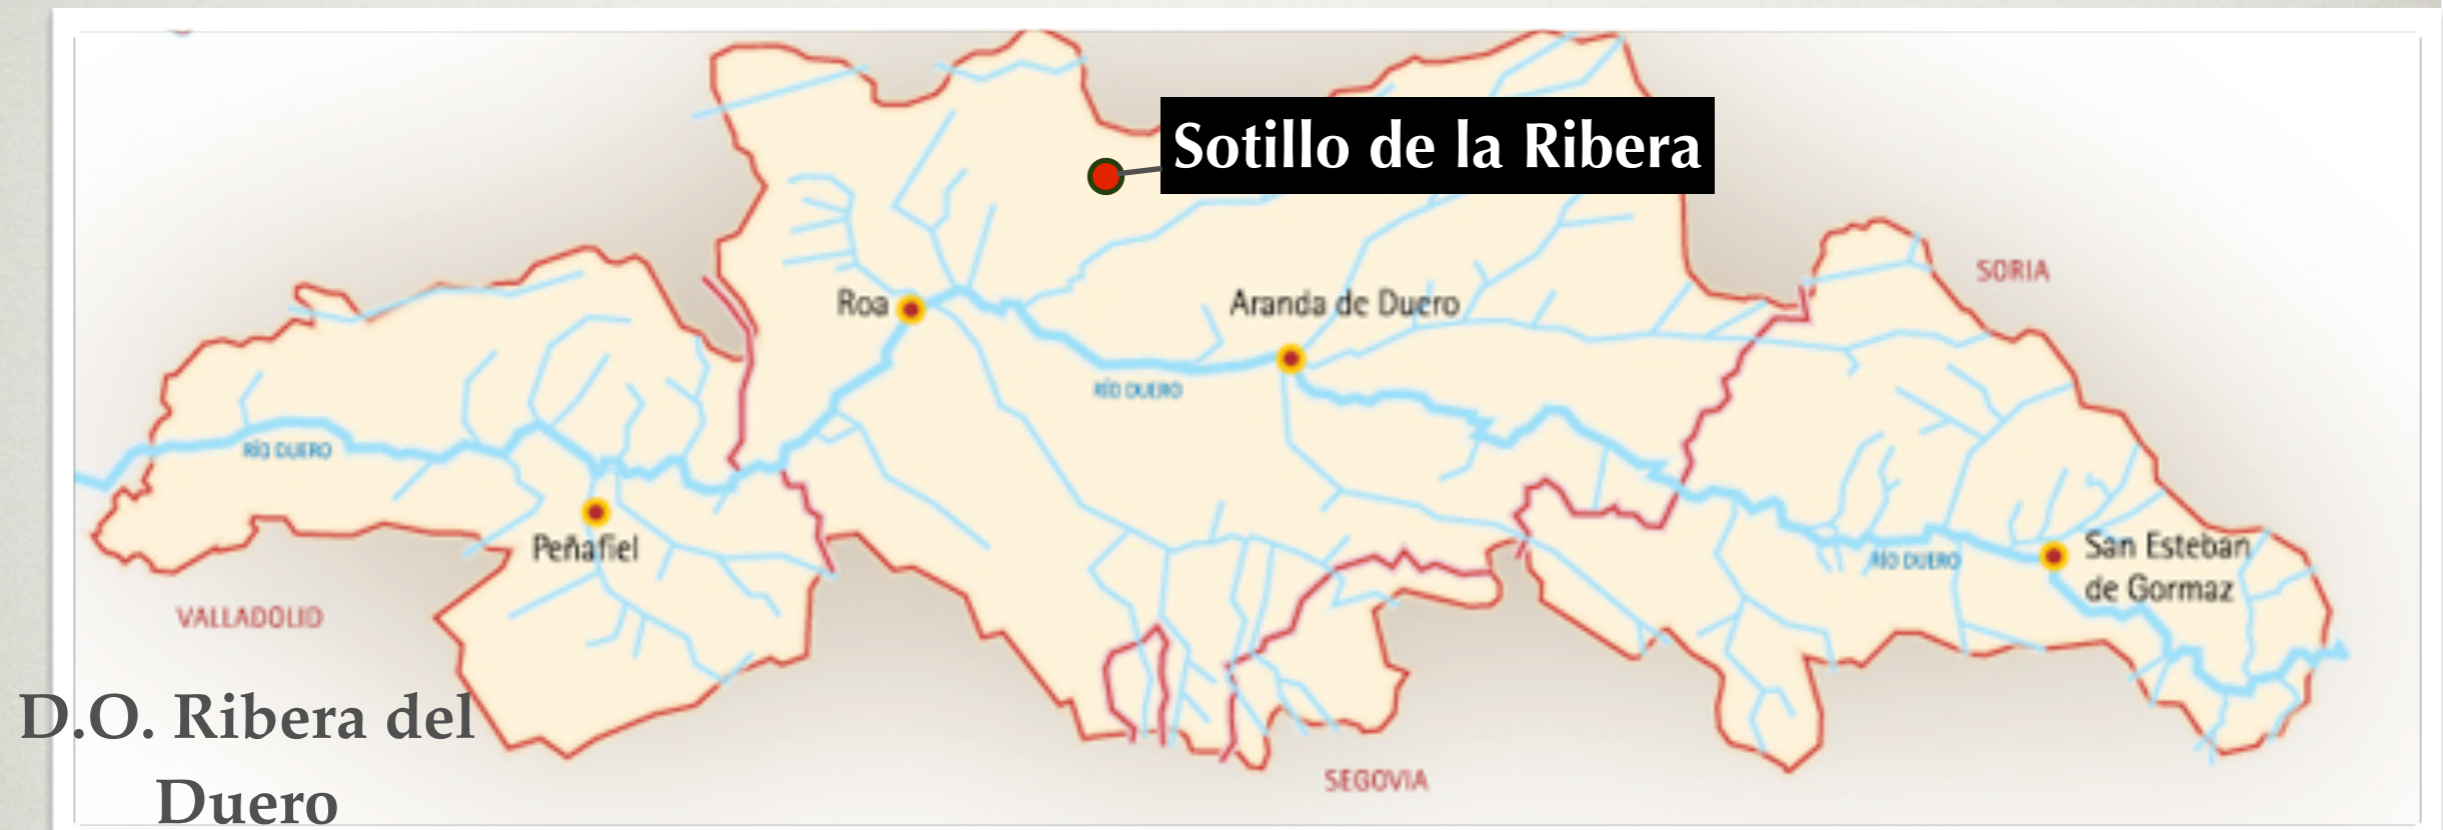 Sotillo de la Ribera
SORIA
Roa
Aranda de Duero
RÍO DUERO
RÍO DUERO
Peñafiel
San Esteban
de Gormaz
RÍO DUERO
VALLADOLID
D.O. Ribera del
Duero
SEGOVIA